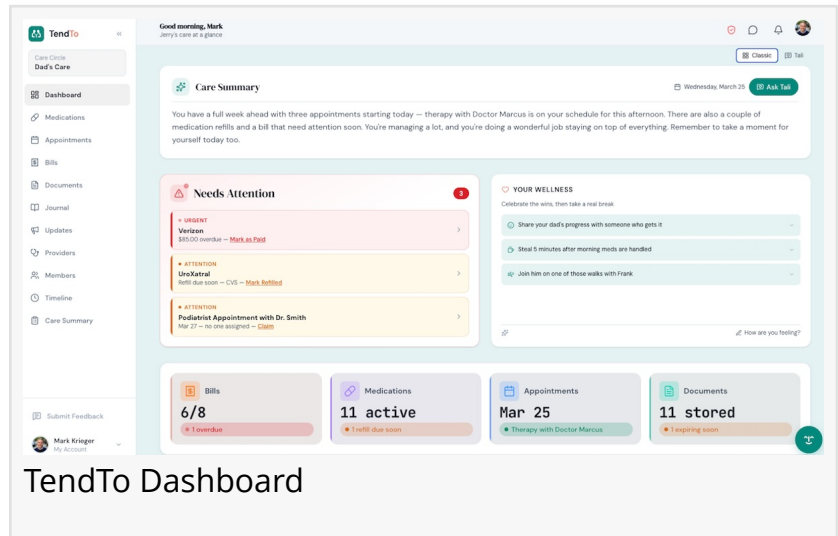 TendTo
Care Circle
Dad's Care
Dashboard
Medications
Appointments
Bills
Documents
Journal
Updates
Providers
Members
Timeline
Care Summary
Submit Feedback
Mark Krieger
My Account
Good morning, Mark
Jerry's care at a glance
Classic
Tali
Care Summary
Wednesday, March 25
Ask Tali
You have a full week ahead with three appointments starting today — therapy with Doctor Marcus is on your schedule for this afternoon. There are also a couple of
medication refills and a bill that need attention soon. You're managing a lot, and you're doing a wonderful job staying on top of everything. Remember to take a moment for
yourself today too.
Needs Attention
3
URGENT
Verizon
$85.00 overdue — Mark as Paid
ATTENTION
UroXatral
Refill due soon — CVS — Mark Refilled
ATTENTION
Podiatrist Appointment with Dr. Smith
Mar 27 — no one assigned — Claim
YOUR WELLNESS
Celebrate the wins, then take a real break
Share your dad's progress with someone who gets it
Steal 5 minutes after morning meds are handled
Join him on one of those walks with Frank
How are you feeling?
Bills
6/8
1 overdue
Medications
11 active
1 refill due soon
Appointments
Mar 25
Therapy with Doctor Marcus
Documents
11 stored
1 expiring soon
TendTo Dashboard